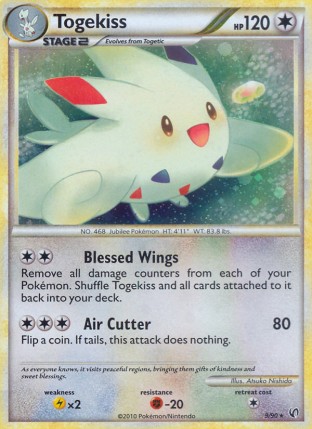 Togekiss HP 120
STAGE 2 Evolves from Togetic
NO. 468 Jubilee Pokémon HT: 4'11" WT: 83.8 lbs.
Blessed Wings
Remove all damage counters from each of your
Pokémon. Shuffle Togekiss and all cards attached to it
back into your deck.
Air Cutter 80
Flip a coin. If tails, this attack does nothing.
As everyone knows, it visits peaceful regions, bringing them gifts of kindness and
sweet blessings.
Illus. Atsuko Nishida
weakness resistance retreat cost
×2 -20
©2010 Pokémon/Nintendo 9/90 ★